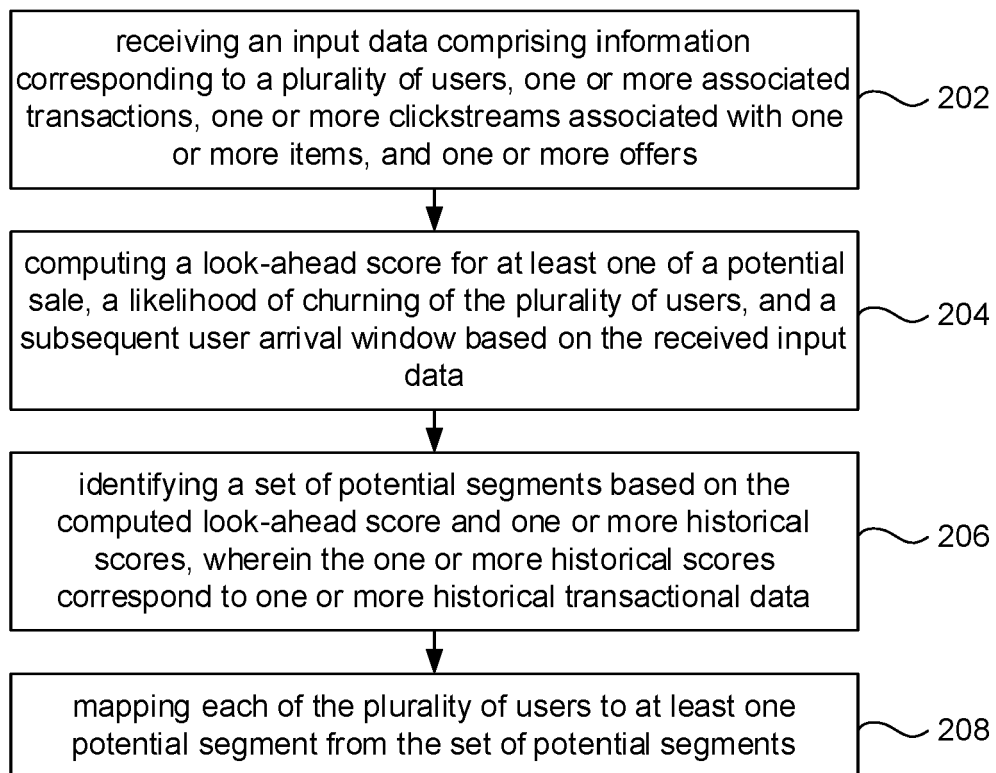 receiving an input data comprising information
corresponding to a plurality of users, one or more associated
transactions, one or more clickstreams associated with one
or more items, and one or more offers
202
computing a look-ahead score for at least one of a potential
sale, a likelihood of churning of the plurality of users, and a
subsequent user arrival window based on the received input
data
204
identifying a set of potential segments based on the
computed look-ahead score and one or more historical
scores, wherein the one or more historical scores
correspond to one or more historical transactional data
206
mapping each of the plurality of users to at least one
potential segment from the set of potential segments
208